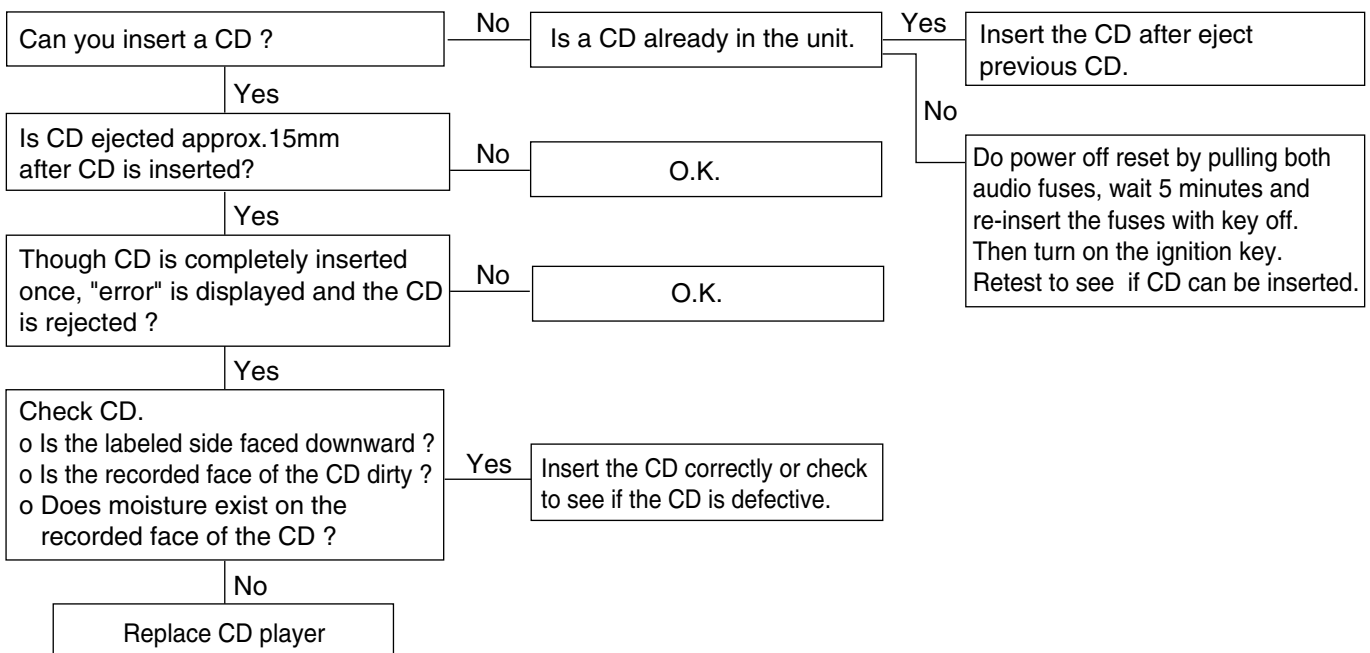 Can you insert a CD ?
No
Is a CD already in the unit.
Yes
Insert the CD after eject
previous CD.
Yes
No
Is CD ejected approx.15mm
after CD is inserted?
No
O.K.
Do power off reset by pulling both
audio fuses, wait 5 minutes and
re-insert the fuses with key off.
Then turn on the ignition key.
Retest to see  if CD can be inserted.
Yes
Though CD is completely inserted
once, "error" is displayed and the CD
is rejected ?
No
O.K.
Yes
Check CD.
o Is the labeled side faced downward ?
o Is the recorded face of the CD dirty ?
o Does moisture exist on the
recorded face of the CD ?
Yes
Insert the CD correctly or check
to see if the CD is defective.
No
Replace CD player